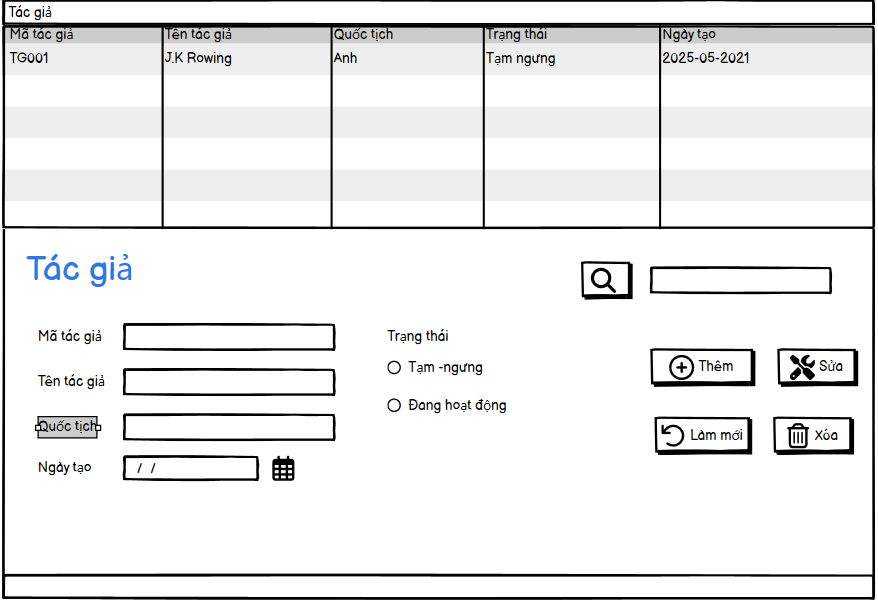 Tác giả
Mã tác giả Tên tác giả Quốc tịch Trạng thái Ngày tạo
TG001 J.K Rowing Anh Tạm ngưng 2025-05-2021
Tác giả
Mã tác giả
Trạng thái
Tên tác giả
Tạm -ngưng
Thêm
Sửa
Quốc tịch
Đang hoạt động
Làm mới
Xóa
Ngày tạo
/ /